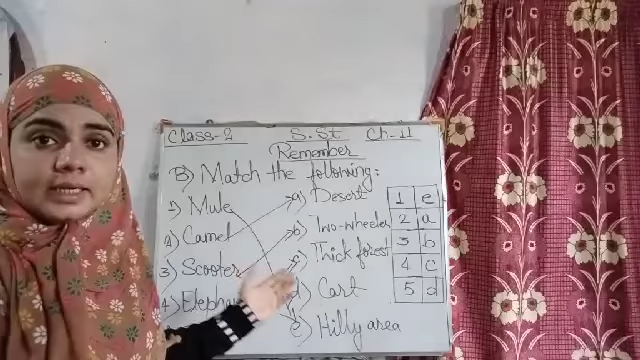 Class-2 S.St Ch-11
Remember
B) Match the following:
1) Mule a) Desert
2) Camel b) Two-wheeler
3) Scooter c) Thick forest
4) d) Cart
e) Hilly area
1 e
2 a
3 b
4 c
5 d